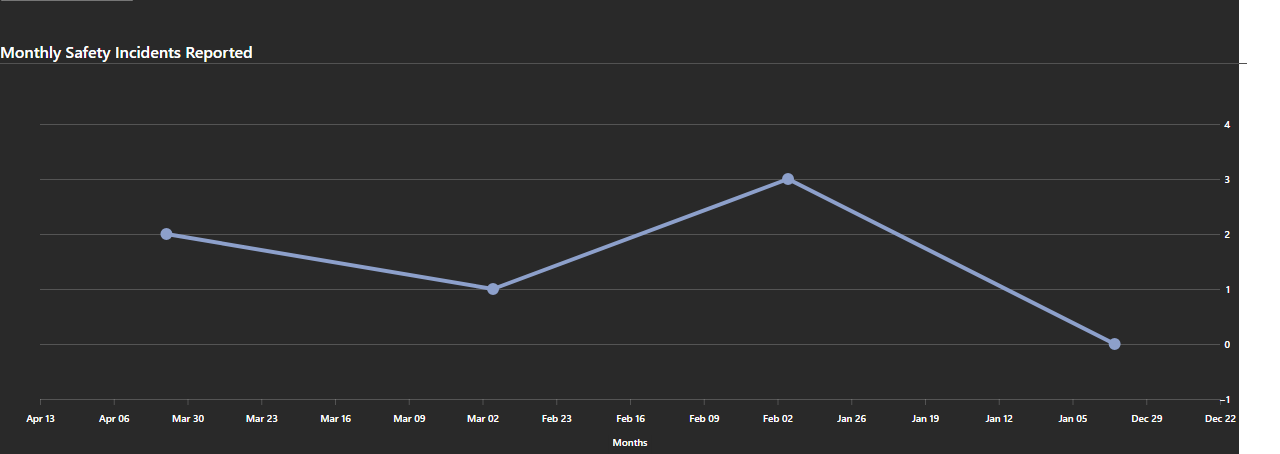 Monthly Safety Incidents Reported
4
3
2
1
0
-1
Apr 13 Apr 06 Mar 30 Mar 23 Mar 16 Mar 09 Mar 02 Feb 23 Feb 16 Feb 09 Feb 02 Jan 26 Jan 19 Jan 12 Jan 05 Dec 29 Dec 22
Months